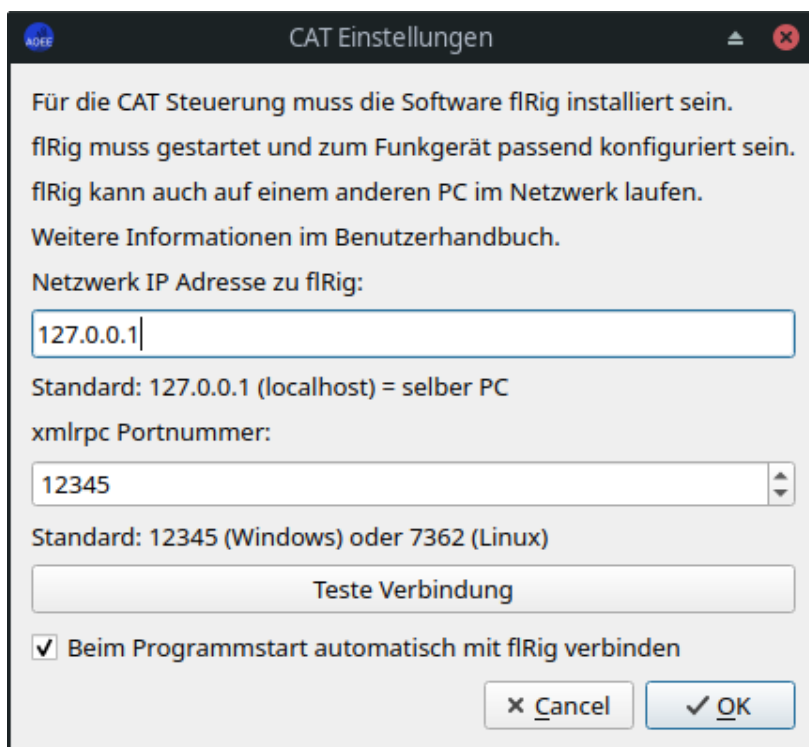 AOEE
CAT Einstellungen
Für die CAT Steuerung muss die Software flRig installiert sein.
flRig muss gestartet und zum Funkgerät passend konfiguriert sein.
flRig kann auch auf einem anderen PC im Netzwerk laufen.
Weitere Informationen im Benutzerhandbuch.
Netzwerk IP Adresse zu flRig:
127.0.0.1
Standard: 127.0.0.1 (localhost) = selber PC
xmlrpc Portnummer:
12345
Standard: 12345 (Windows) oder 7362 (Linux)
Teste Verbindung
Beim Programmstart automatisch mit flRig verbinden
Cancel
OK